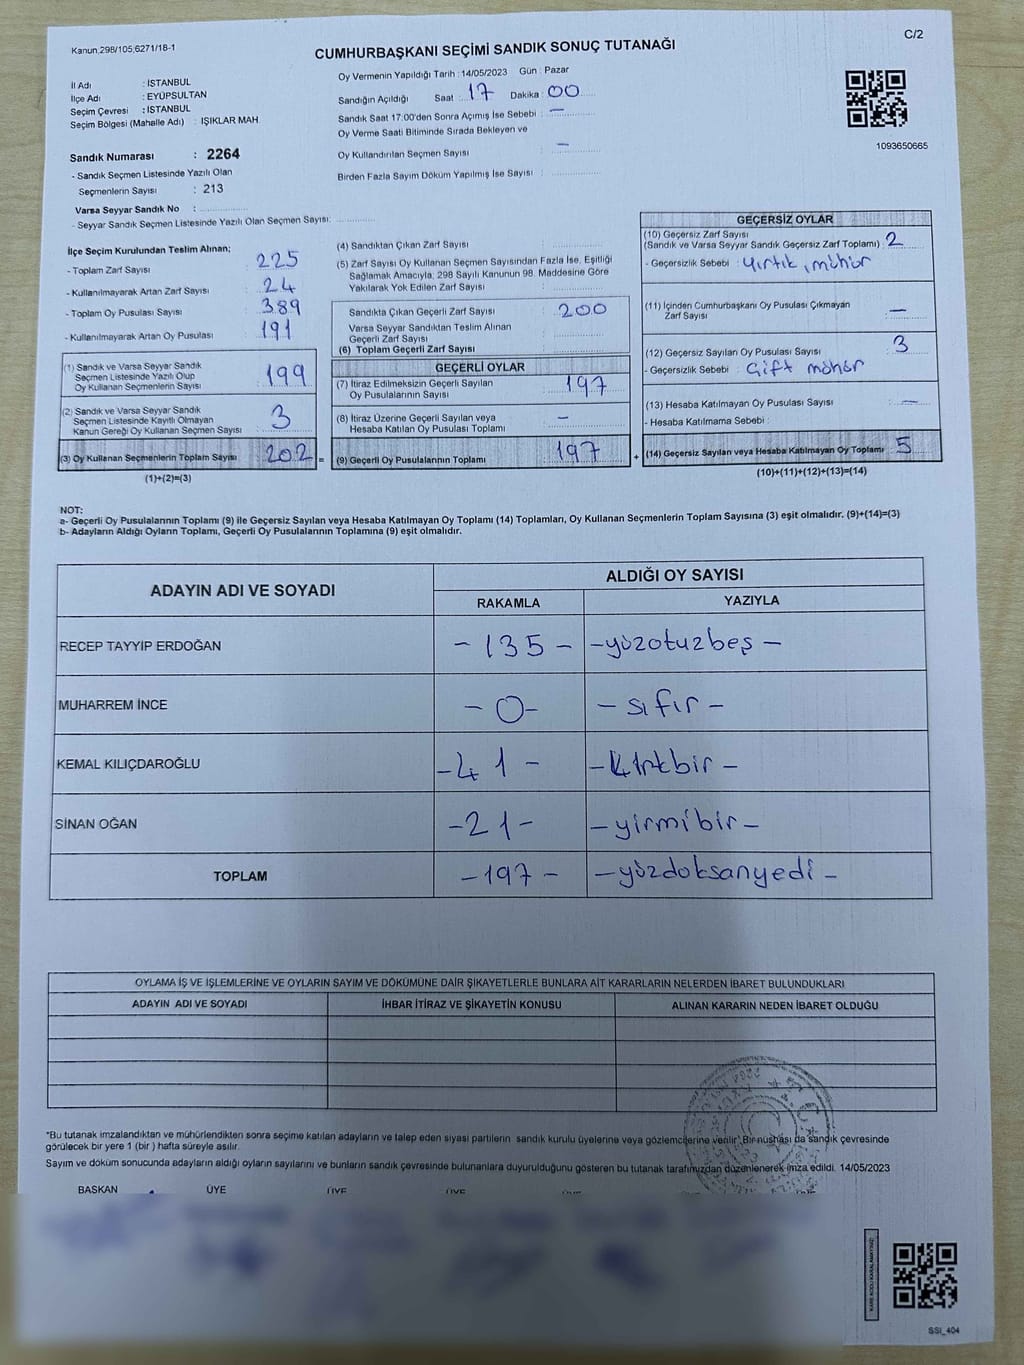 Kanun,298/105,6271/18-1
C/2
CUMHURBAŞKANI SEÇİMİ SANDIK SONUÇ TUTANAĞI
İl Adı : İSTANBUL
İlçe Adı : EYÜPSULTAN
Seçim Çevresi : İSTANBUL
Seçim Bölgesi (Mahalle Adı) : IŞIKLAR MAH.
Oy Vermenin Yapıldığı Tarih : 14/05/2023 Gün : Pazar
Sandığın Açıldığı Saat : 17 Dakika : 00
Sandık Saat 17:00'den Sonra Açımış İse Sebebi : —
Oy Verme Saati Bitiminde Sırada Bekleyen ve
Oy Kullandırılan Seçmen Sayısı : —
Birden Fazla Sayım Döküm Yapılmış İse Sayısı :
1093650665
Sandık Numarası : 2264
- Sandık Seçmen Listesinde Yazılı Olan
Seçmenlerin Sayısı : 213
Varsa Seyyar Sandık No :
- Seyyar Sandık Seçmen Listesinde Yazılı Olan Seçmen Sayısı:
İlçe Seçim Kurulundan Teslim Alınan;
- Toplam Zarf Sayısı 225
- Kullanılmayarak Artan Zarf Sayısı 24
- Toplam Oy Pusulası Sayısı 389
- Kullanılmayarak Artan Oy Pusulası 191
(1) Sandık ve Varsa Seyyar Sandık
Seçmen Listesinde Yazılı Olup
Oy Kullanan Seçmenlerin Sayısı 199
(2) Sandık ve Varsa Seyyar Sandık
Seçmen Listesinde Kayıtlı Olmayan
Kanun Gereği Oy Kullanan Seçmen Sayısı 3
(3) Oy Kullanan Seçmenlerin Toplam Sayısı 202 =
(1)+(2)=(3)
(4) Sandıktan Çıkan Zarf Sayısı :
(5) Zarf Sayısı Oy Kullanan Seçmen Sayısından Fazla İse, Eşitliği
Sağlamak Amacıyla, 298 Sayılı Kanunun 98. Maddesine Göre
Yakılarak Yok Edilen Zarf Sayısı :
Sandıkta Çıkan Geçerli Zarf Sayısı : 200
Varsa Seyyar Sandıktan Teslim Alınan
Geçerli Zarf Sayısı :
(6) Toplam Geçerli Zarf Sayısı :
GEÇERLİ OYLAR
(7) İtiraz Edilmeksizin Geçerli Sayılan
Oy Pusulalarının Sayısı : 197
(8) İtiraz Üzerine Geçerli Sayılan veya
Hesaba Katılan Oy Pusulası Toplamı : —
(9) Geçerli Oy Pusulalarının Toplamı : 197 +
GEÇERSİZ OYLAR
(10) Geçersiz Zarf Sayısı
(Sandık ve Varsa Seyyar Sandık Geçersiz Zarf Toplamı) : 2
- Geçersizlik Sebebi : Yırtık, mühür
(11) İçinden Cumhurbaşkanı Oy Pusulası Çıkmayan
Zarf Sayısı : —
(12) Geçersiz Sayılan Oy Pusulası Sayısı : 3
- Geçersizlik Sebebi : Çift mühür
(13) Hesaba Katılmayan Oy Pusulası Sayısı : —
- Hesaba Katılmama Sebebi :
(14) Geçersiz Sayılan veya Hesaba Katılmayan Oy Toplamı : 5
(10)+(11)+(12)+(13)=(14)
NOT:
a- Geçerli Oy Pusulalarının Toplamı (9) ile Geçersiz Sayılan veya Hesaba Katılmayan Oy Toplamı (14) Toplamları, Oy Kullanan Seçmenlerin Toplam Sayısına (3) eşit olmalıdır. (9)+(14)=(3)
b- Adayların Aldığı Oyların Toplamı, Geçerli Oy Pusulalarının Toplamına (9) eşit olmalıdır.
ADAYIN ADI VE SOYADI
ALDIĞI OY SAYISI
RAKAMLA YAZIYLA
RECEP TAYYİP ERDOĞAN - 135 - -yüzotuzbeş-
MUHARREM İNCE - 0- - sıfır -
KEMAL KILIÇDAROĞLU -41 - -kırkbir -
SİNAN OĞAN -21- -yirmibir-
TOPLAM -197 - -yüzdoksanyedi -
OYLAMA İŞ VE İŞLEMLERİNE VE OYLARIN SAYIM VE DÖKÜMÜNE DAİR ŞİKAYETLERLE BUNLARA AİT KARARLARIN NELERDEN İBARET BULUNDUKLARI
ADAYIN ADI VE SOYADI İHBAR İTİRAZ VE ŞİKAYETİN KONUSU ALINAN KARARIN NEDEN İBARET OLDUĞU
*Bu tutanak imzalandıktan ve mühürlendikten sonra seçime katılan adayların ve talep eden siyasi partilerin sandık kurulu üyelerine veya gözlemcilerine verilir. Bir nüshası da sandık çevresinde
görülecek bir yere 1 (bir ) hafta süreyle asılır.
Sayım ve döküm sonucunda adayların aldığı oyların sayılarını ve bunların sandık çevresinde bulunanlara duyurulduğunu gösteren bu tutanak tarafımızdan düzenlenerek imza edildi. 14/05/2023
BAŞKAN ÜYE ÜYE ÜYE
SSI_404